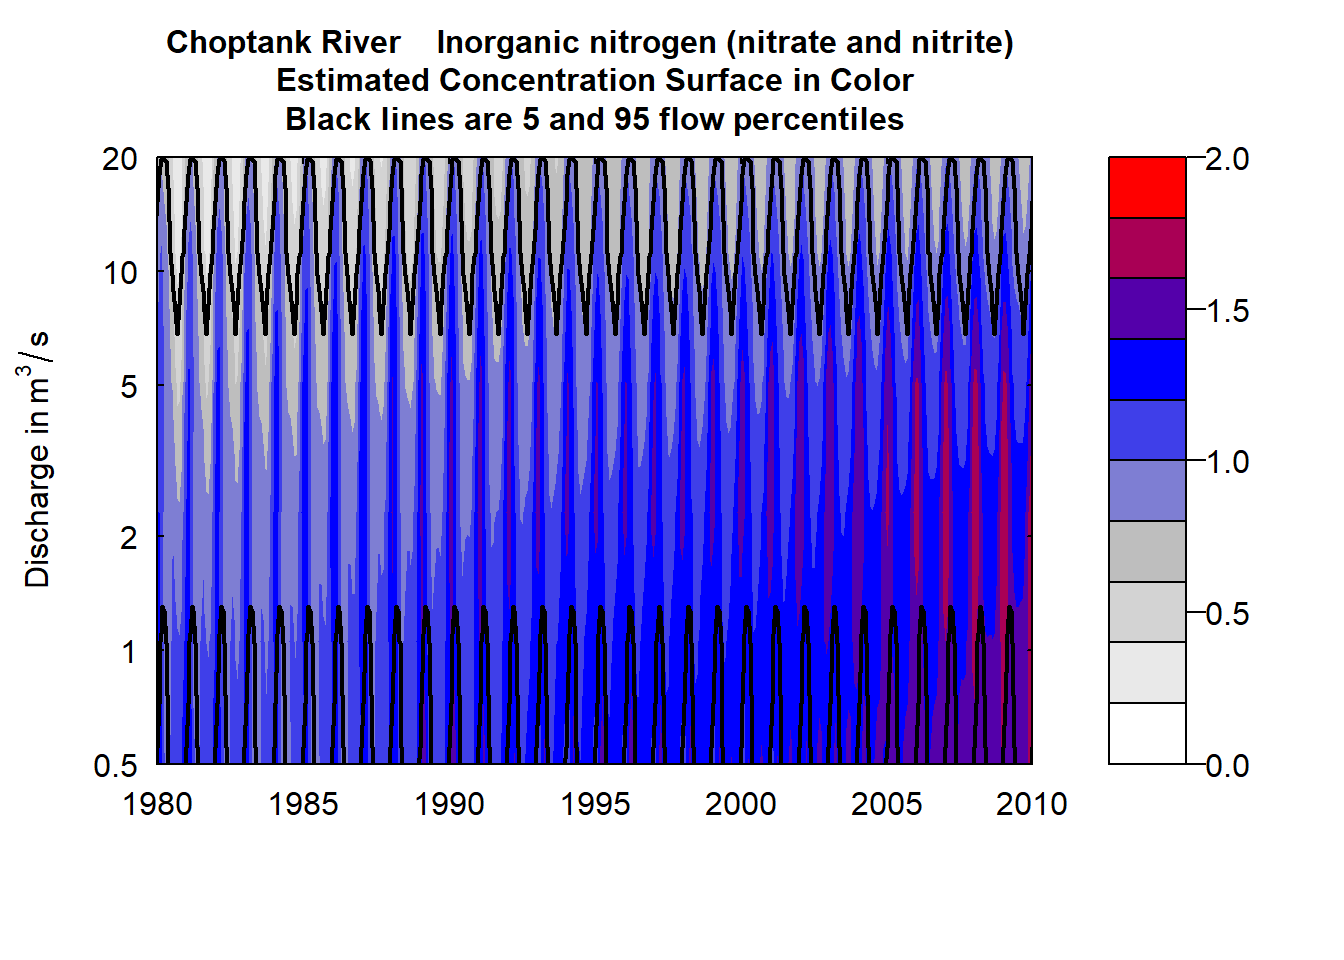 Choptank River    Inorganic nitrogen (nitrate and nitrite)
Estimated Concentration Surface in Color
Black lines are 5 and 95 flow percentiles
Discharge in m³/s
20
10
5
2
1
0.5
1980 1985 1990 1995 2000 2005 2010
2.0
1.5
1.0
0.5
0.0